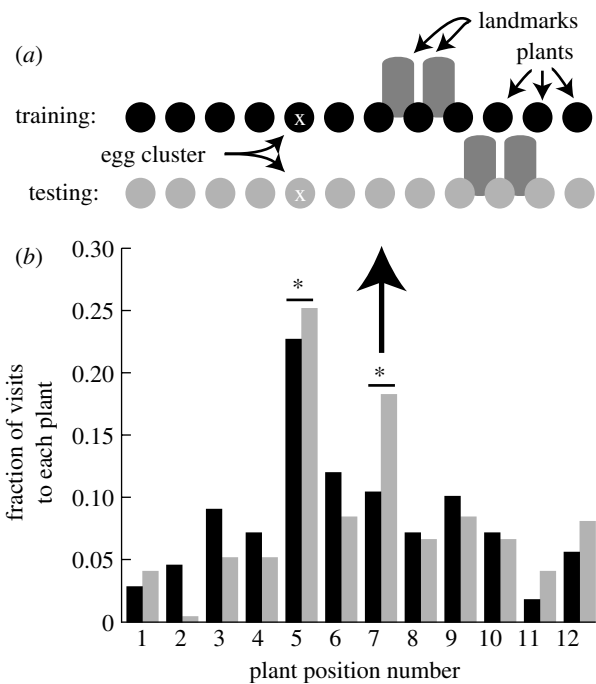 (a)
landmarks
plants
training:
x
egg cluster
testing:
x
(b)
0.30
0.25
0.20
0.15
0.10
0.05
0
fraction of visits
to each plant
*
*
1 2 3 4 5 6 7 8 9 10 11 12
plant position number